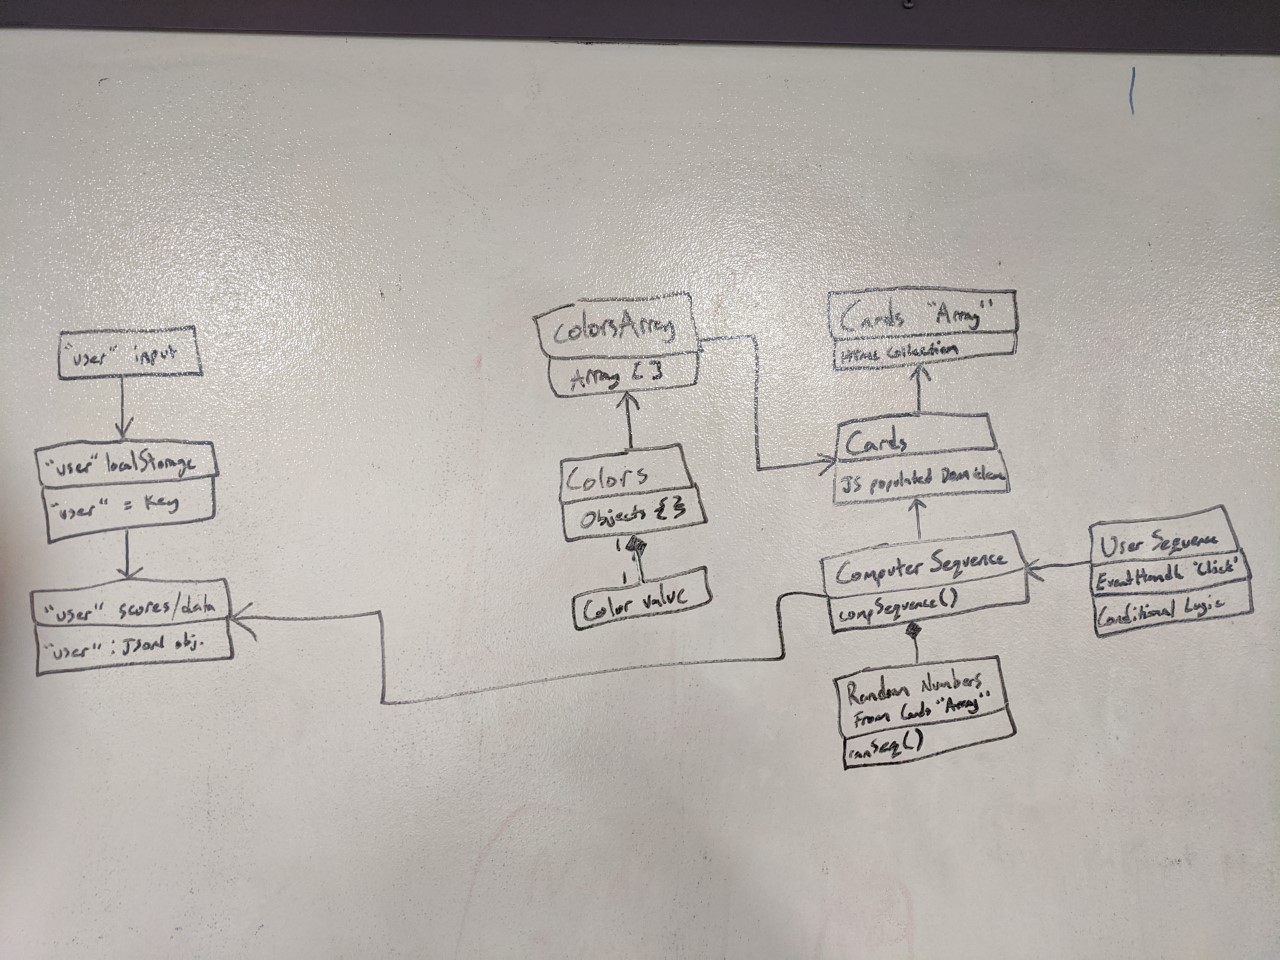 "user" input
"user" localStorage
"user" = Key
"user" scores/data
"user":
obj.
colorsArray
Array [ ]
Colors
Objects { }
1
1
Color value
Cards "Array"
HTML Collection
Cards
JS populated Dom
Computer Sequence
compSequence()
Random Numbers
From Cards "Array"
ranSeq()
User Sequence
EventHandle "Click"
Conditional Logic